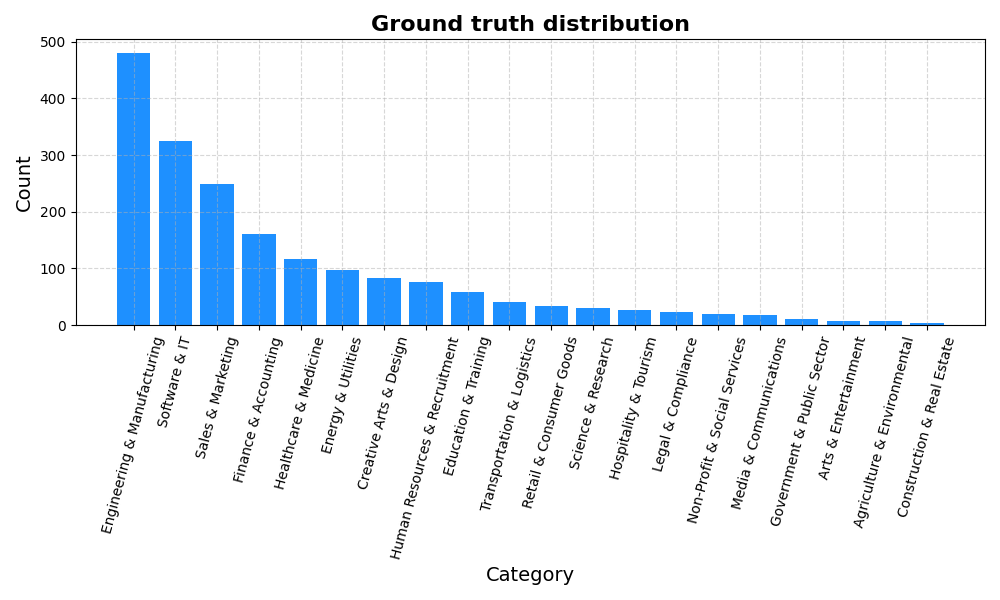 Ground truth distribution
Count
500
400
300
200
100
0
Engineering & Manufacturing
Software & IT
Sales & Marketing
Finance & Accounting
Healthcare & Medicine
Energy & Utilities
Creative Arts & Design
Human Resources & Recruitment
Education & Training
Transportation & Logistics
Retail & Consumer Goods
Science & Research
Hospitality & Tourism
Legal & Compliance
Non-Profit & Social Services
Media & Communications
Government & Public Sector
Arts & Entertainment
Agriculture & Environmental
Construction & Real Estate
Category